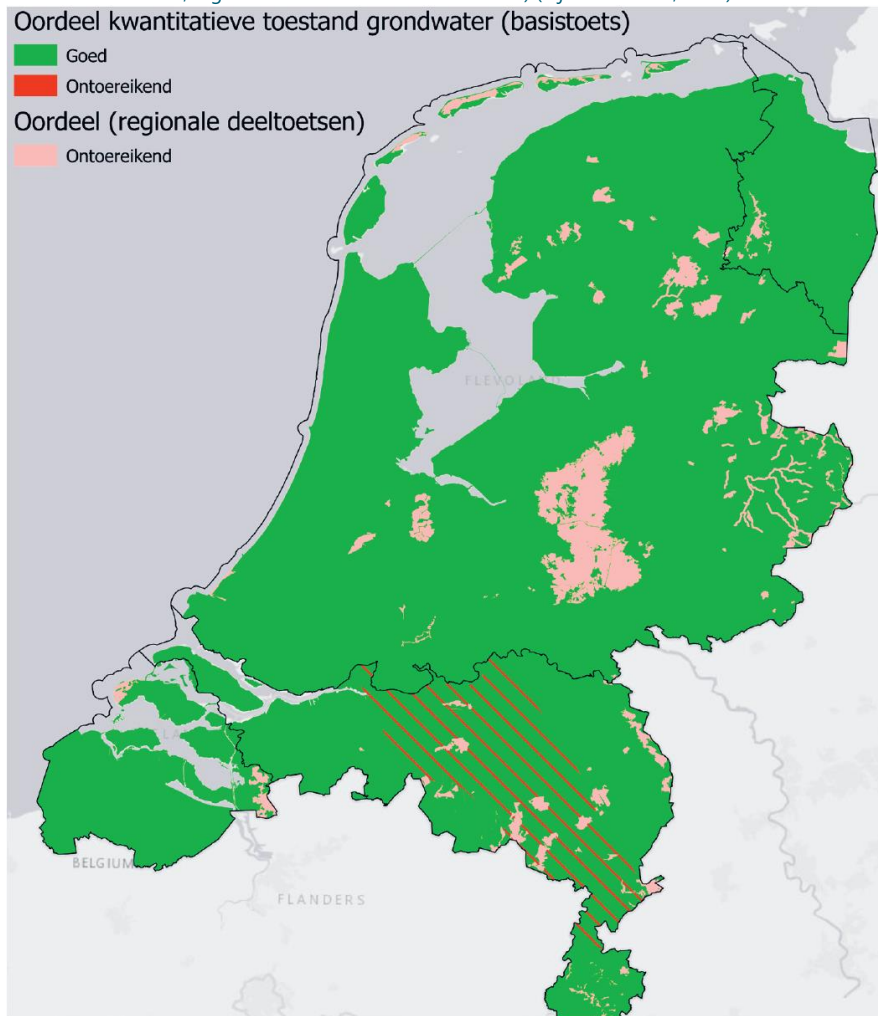 Oordeel kwantitatieve toestand grondwater (basistoets)
Goed
Ontoereikend
Oordeel (regionale deeltoetsen)
Ontoereikend
FLEVOLAND
BELGIUM
FLANDERS